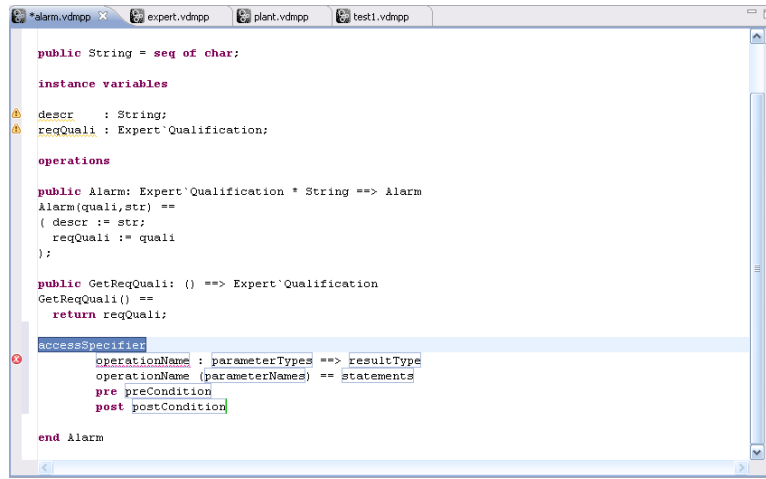 *alarm.vdmpp expert.vdmpp plant.vdmpp test1.vdmpp
public String = seq of char;
instance variables
descr : String;
reqQuali : Expert`Qualification;
operations
public Alarm: Expert`Qualification * String ==> Alarm
Alarm(quali,str) ==
( descr := str;
reqQuali := quali
);
public GetReqQuali: () ==> Expert`Qualification
GetReqQuali() ==
return reqQuali;
accessSpecifier
operationName : parameterTypes ==> resultType
operationName (parameterNames) == statements
pre preCondition
post postCondition
end Alarm